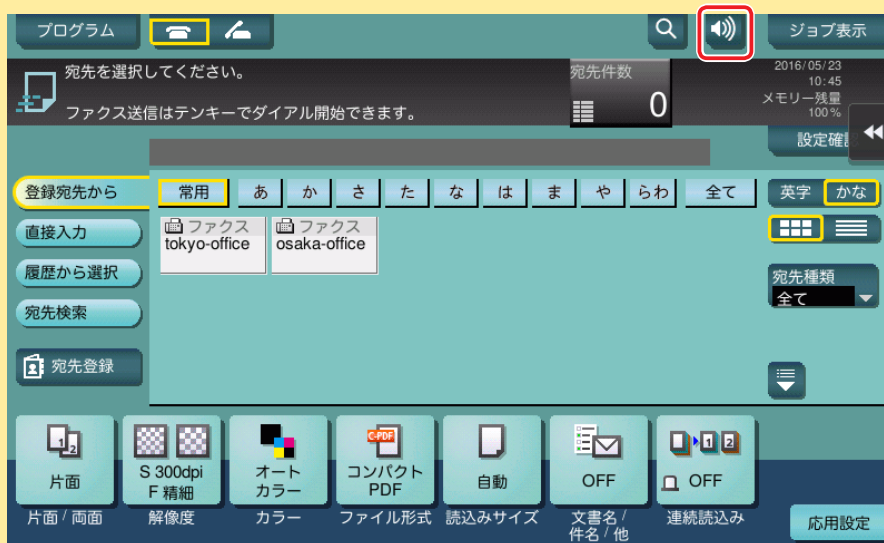 プログラム
ジョブ表示
宛先を選択してください。
ファクス送信はテンキーでダイアル開始できます。
宛先件数
0
2016/05/23
10:45
メモリー残量
100%
登録宛先から
直接入力
履歴から選択
宛先検索
宛先登録
常用
あ
か
さ
た
な
は
ま
や
らわ
全て
ファクス
tokyo-office
ファクス
osaka-office
英字
かな
宛先種類
全て
1 2
片面
片面 / 両面
S 300dpi
F 精細
解像度
オート
カラー
カラー
C-PDF
コンパクト
PDF
ファイル形式
自動
読込みサイズ
OFF
文書名 /
件名 / 他
1 2
OFF
連続読込み
応用設定